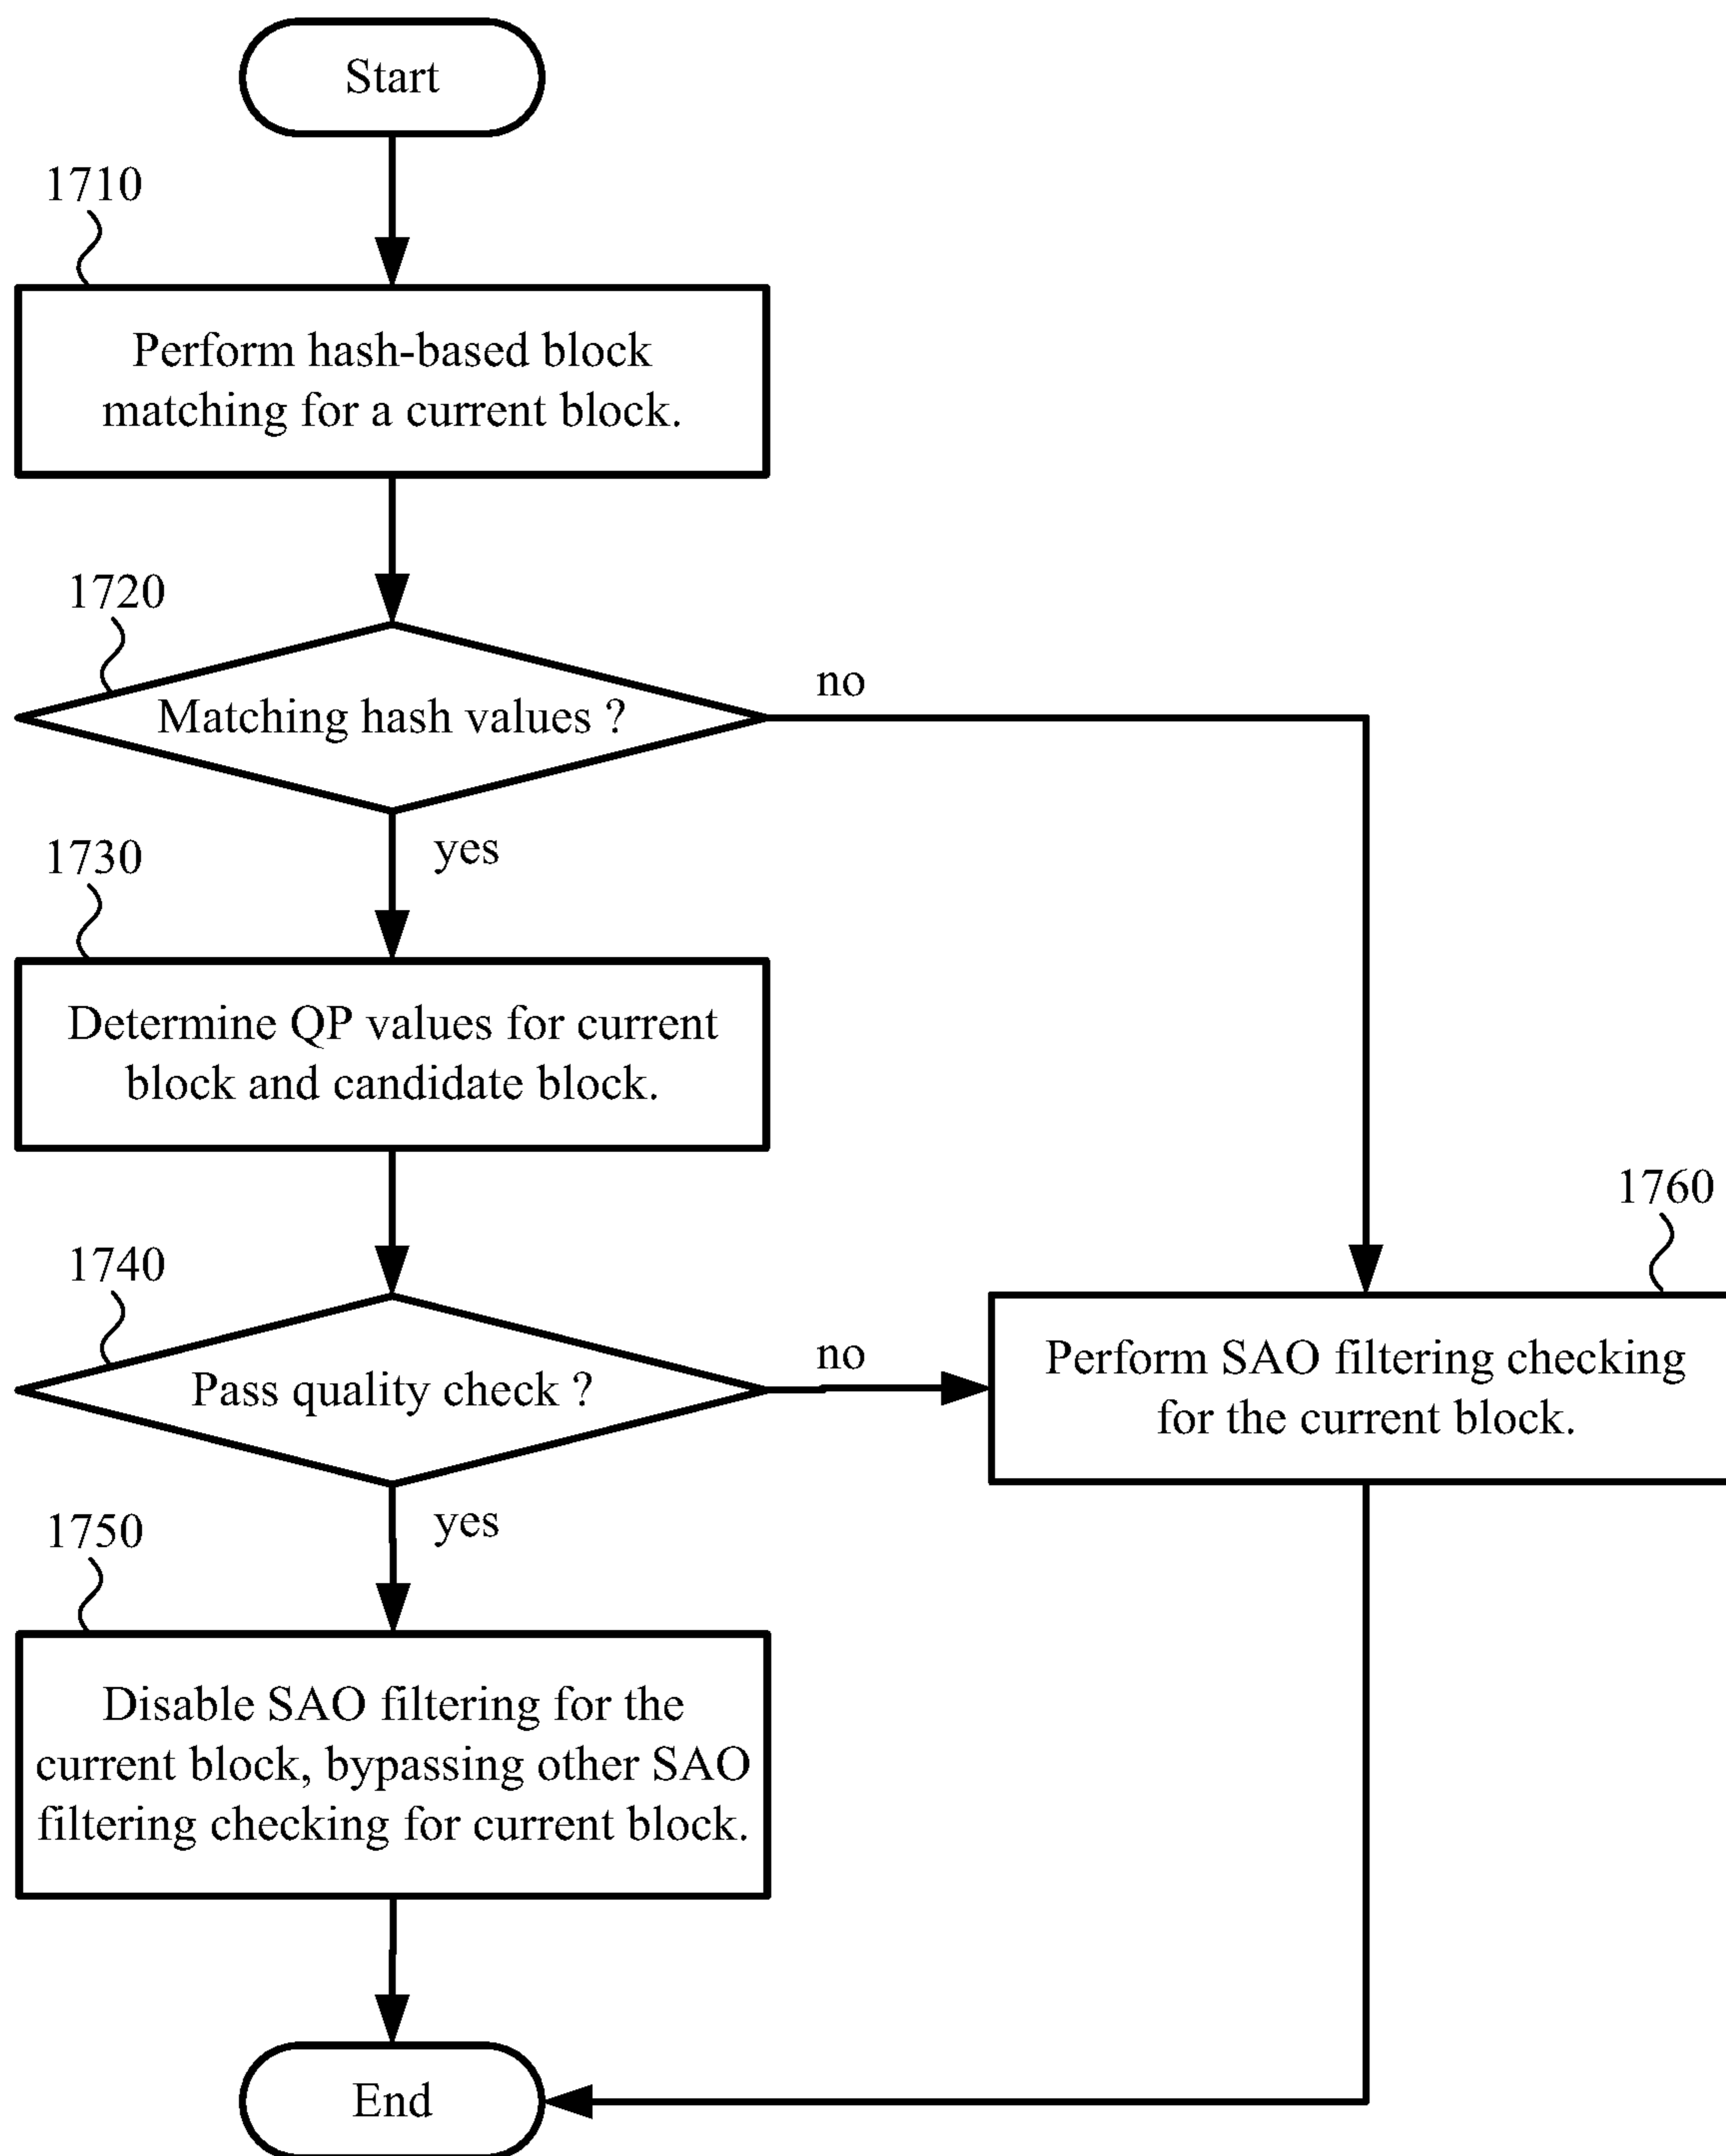 Start
1710
Perform hash-based block
matching for a current block.
1720
Matching hash values ?
no
yes
1730
Determine QP values for current
block and candidate block.
1740
Pass quality check ?
no
1760
Perform SAO filtering checking
for the current block.
yes
1750
Disable SAO filtering for the
current block, bypassing other SAO
filtering checking for current block.
End